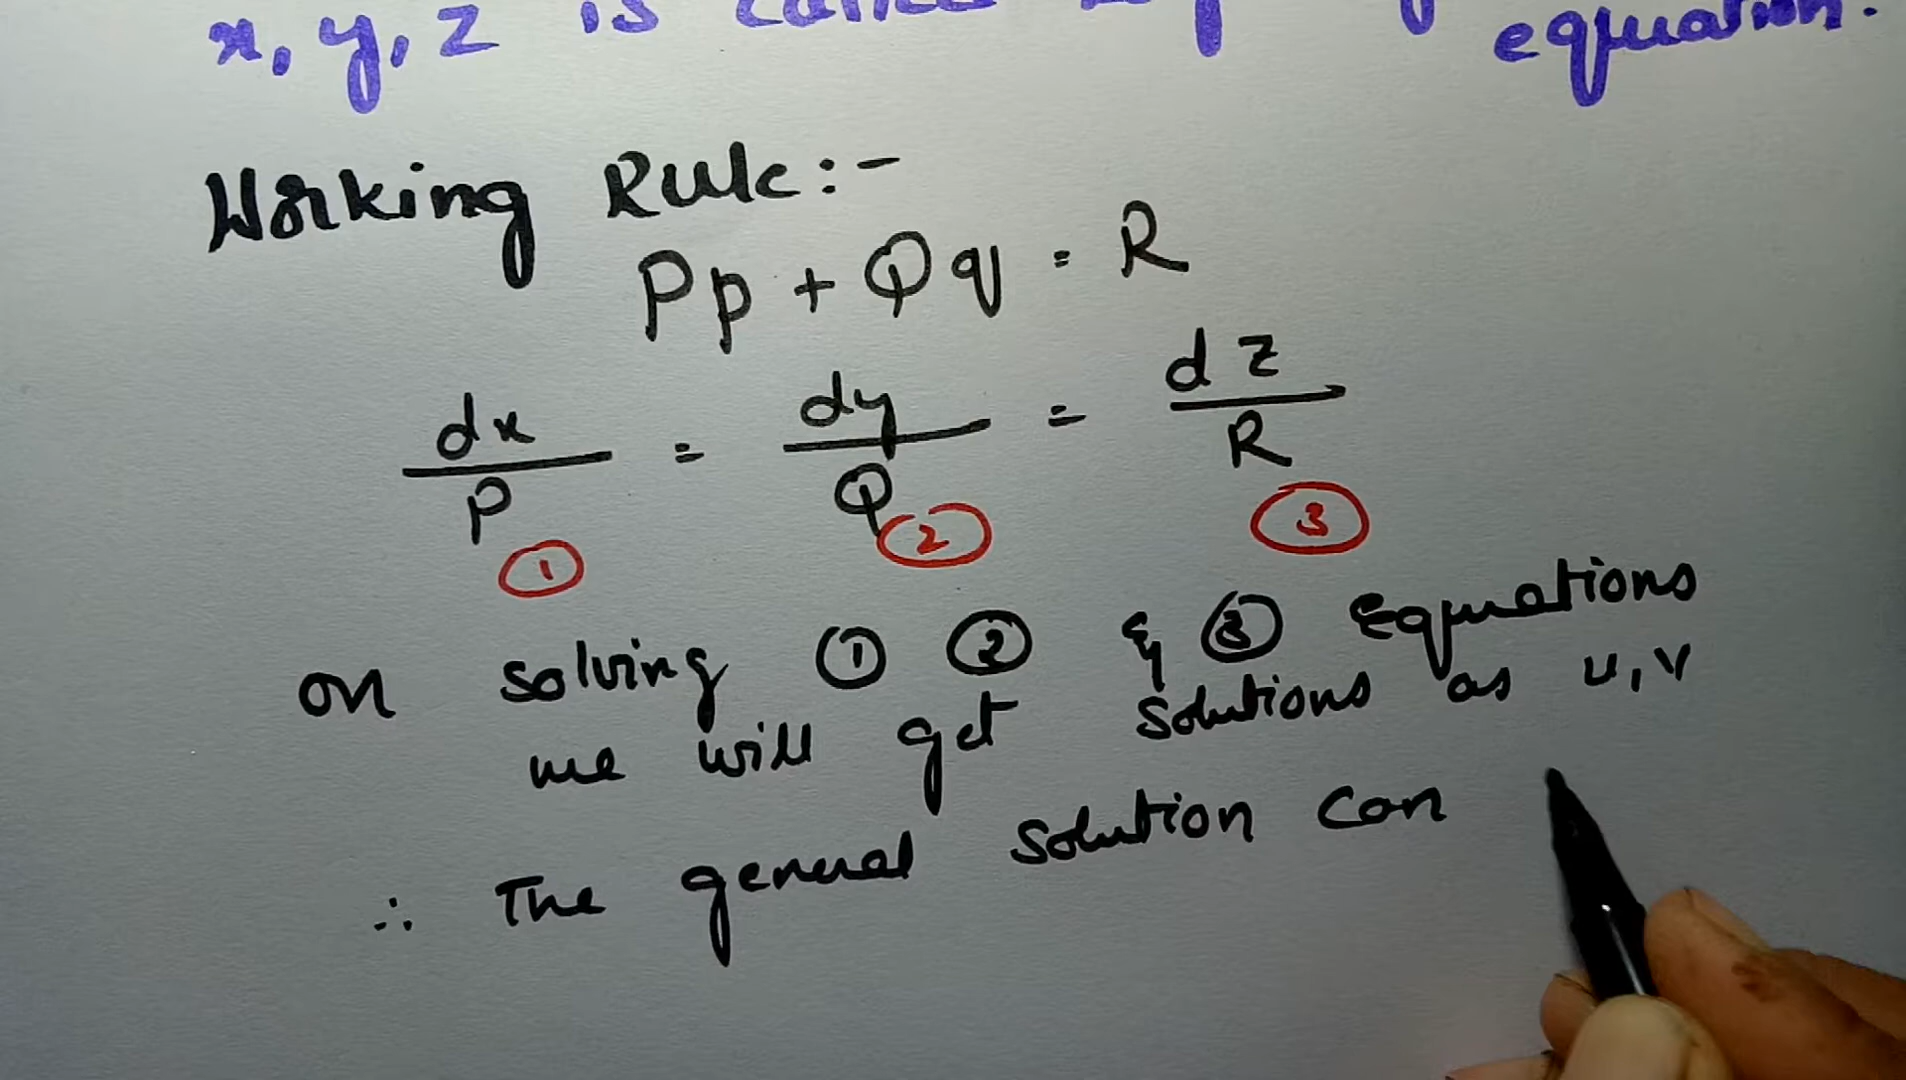 x, y, z is
equation.
Working Rule:-
Pp + Qq = R
dx/P = dy/Q = dz/R
1 2 3
on solving 1 2 & 3 equations
we will get solutions as u, v
∴ The general solution can